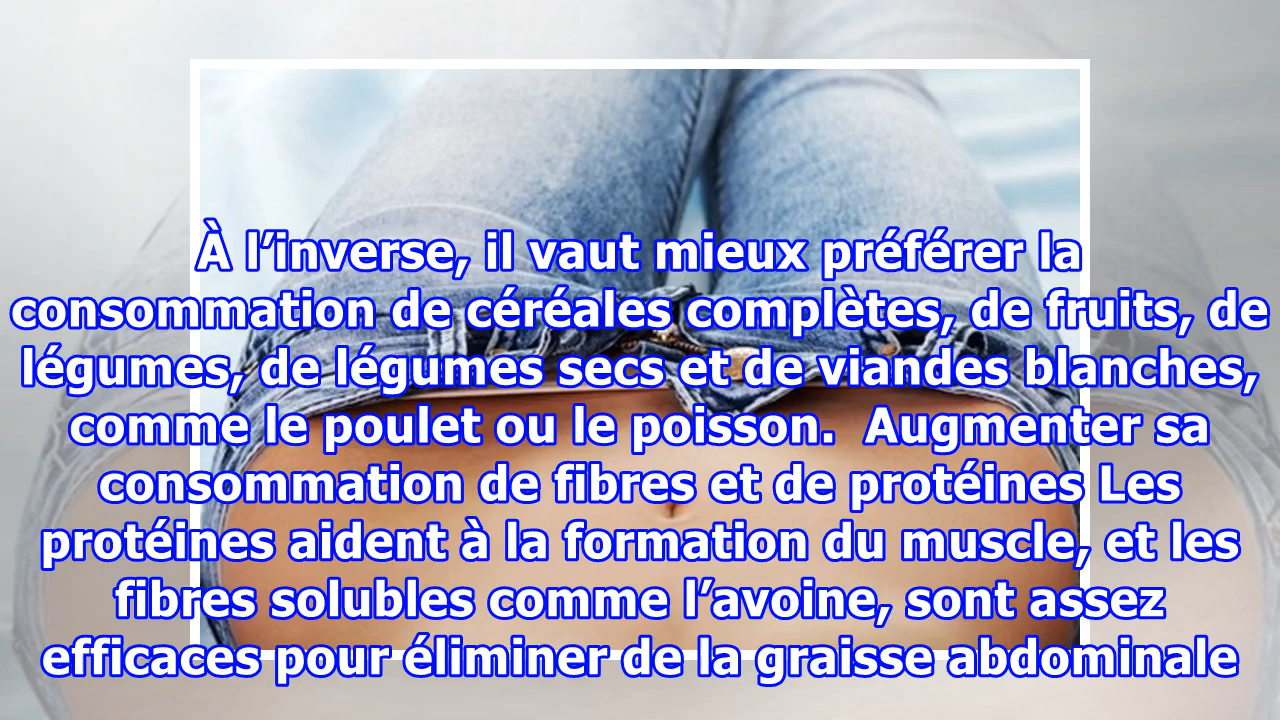 À l’inverse, il vaut mieux préférer la
consommation de céréales complètes, de fruits, de
légumes, de légumes secs et de viandes blanches,
comme le poulet ou le poisson.  Augmenter sa
consommation de fibres et de protéines Les
protéines aident à la formation du muscle, et les
fibres solubles comme l’avoine, sont assez
efficaces pour éliminer de la graisse abdominale